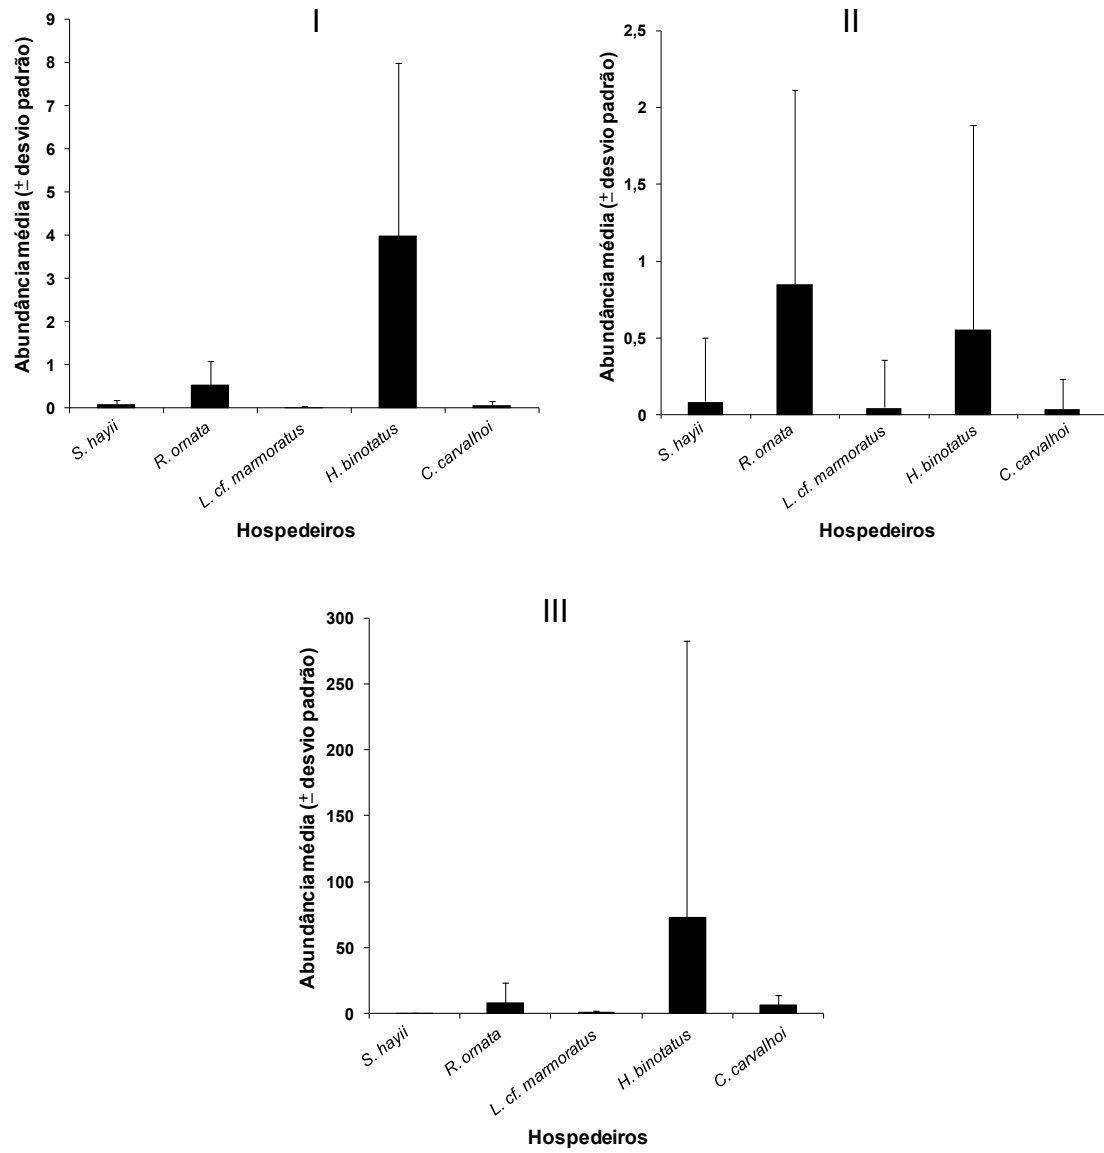 I
Abundância média (± desvio padrão)
9
8
7
6
5
4
3
2
1
0
S. hayii
R. ornata
L. cf. marmoratus
H. binotatus
C. carvalhoi
Hospedeiros
II
Abundância média (± desvio padrão)
2,5
2
1,5
1
0,5
0
S. hayii
R. ornata
L. cf. marmoratus
H. binotatus
C. carvalhoi
Hospedeiros
III
Abundância média (± desvio padrão)
300
250
200
150
100
50
0
S. hayii
R. ornata
L. cf. marmoratus
H. binotatus
C. carvalhoi
Hospedeiros